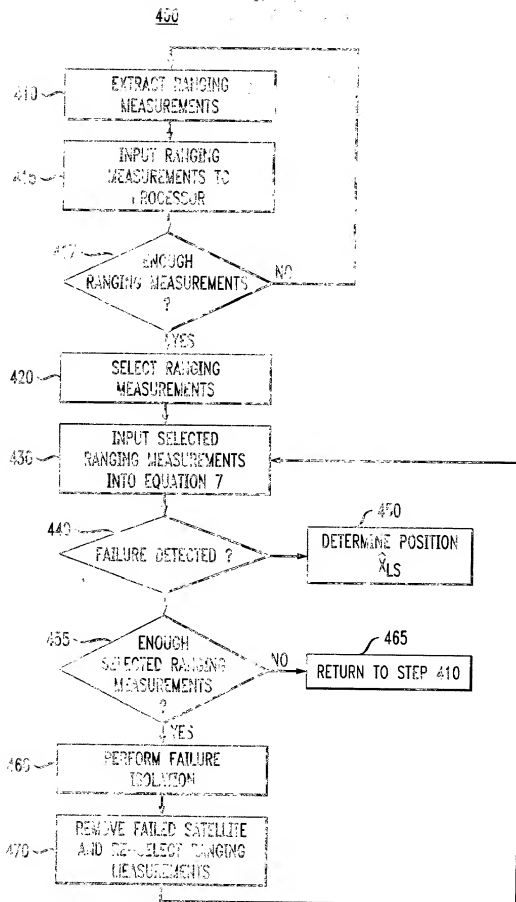 400
410
EXTRACT RANGING
MEASUREMENTS
415
INPUT RANGING
MEASUREMENTS TO
PROCESSOR
417
ENOUGH
RANGING MEASUREMENTS
?
NO
YES
420
SELECT RANGING
MEASUREMENTS
430
INPUT SELECTED
RANGING MEASUREMENTS
INTO EQUATION 7
440
FAILURE DETECTED ?
450
DETERMINE POSITION
X̂LS
455
ENOUGH
SELECTED RANGING
MEASUREMENTS
?
NO
465
RETURN TO STEP 410
YES
460
PERFORM FAILURE
ISOLATION
470
REMOVE FAILED SATELLITE
AND RE-SELECT RANGING
MEASUREMENTS